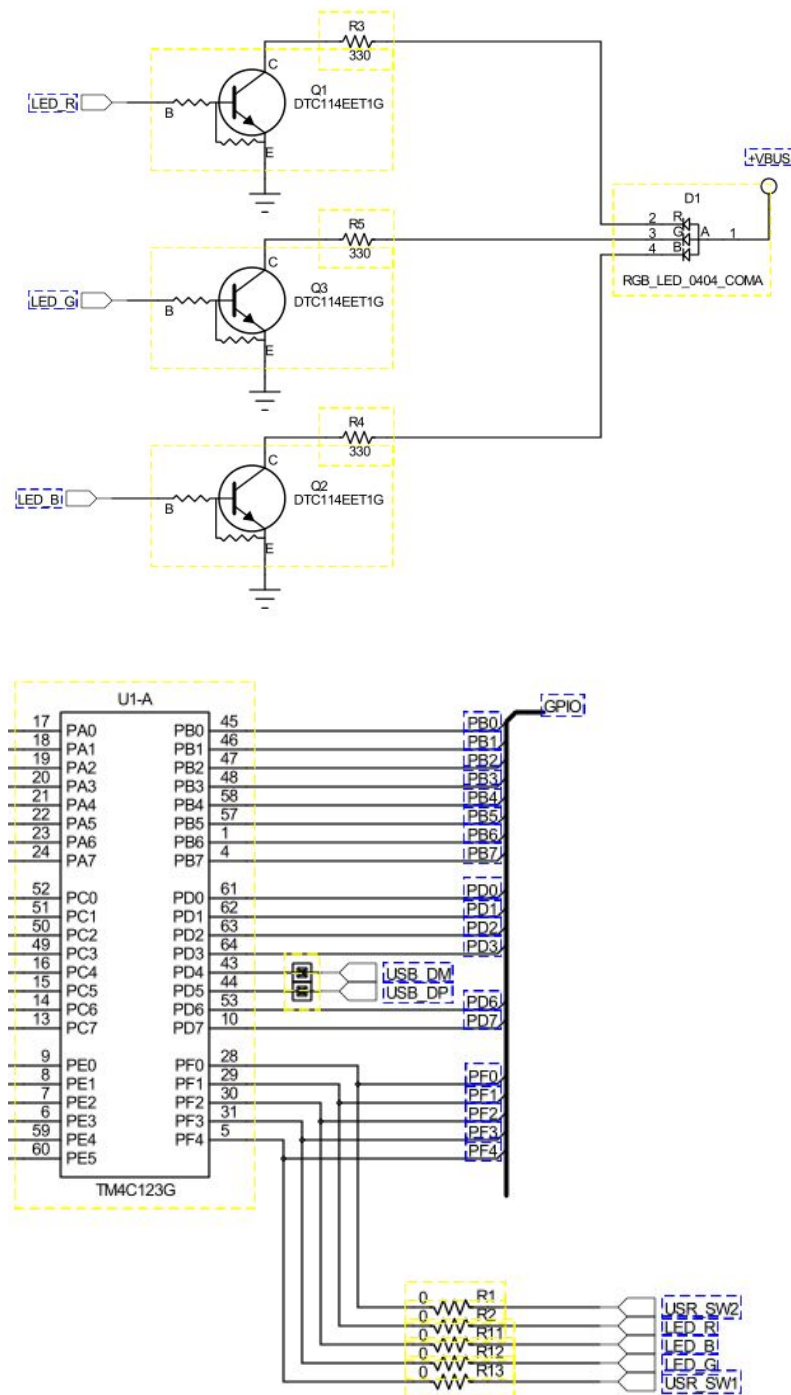 R3
330
C
Q1
DTC114EET1G
LED_R
B
E
+VBUS
D1
R5
330
2 R
3 G A 1
4 B
RGB_LED_0404_COMA
C
Q3
DTC114EET1G
LED_G
B
E
R4
330
C
Q2
DTC114EET1G
LED_B
B
E
U1-A
GPIO
17 PA0 PB0 45 PB0
18 PA1 PB1 46 PB1
19 PA2 PB2 47 PB2
20 PA3 PB3 48 PB3
21 PA4 PB4 58 PB4
22 PA5 PB5 57 PB5
23 PA6 PB6 1 PB6
24 PA7 PB7 4 PB7
52 PC0 PD0 61 PD0
51 PC1 PD1 62 PD1
50 PC2 PD2 63 PD2
49 PC3 PD3 64 PD3
16 PC4 PD4 43 USB_DM
15 PC5 PD5 44 USB_DP
14 PC6 PD6 53 PD6
13 PC7 PD7 10 PD7
9 PE0 PF0 28 PF0
8 PE1 PF1 29 PF1
7 PE2 PF2 30 PF2
6 PE3 PF3 31 PF3
59 PE4 PF4 5 PF4
60 PE5
TM4C123G
0 R1 USR_SW2
0 R2 LED_R
0 R11 LED_B
0 R12 LED_G
0 R13 USR_SW1